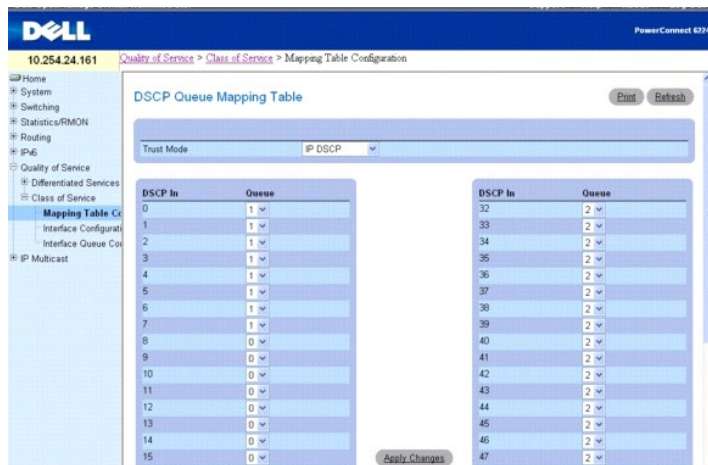 DELL
PowerConnect 6224
10.254.24.161
Quality of Service > Class of Service > Mapping Table Configuration
Home
System
Switching
Statistics/RMON
Routing
IPv6
Quality of Service
Differentiated Services
Class of Service
Mapping Table Co
Interface Configurati
Interface Queue Con
IP Multicast
DSCP Queue Mapping Table
Print Refresh
Trust Mode IP DSCP
DSCP In Queue DSCP In Queue
0 1 32 2
1 1 33 2
2 1 34 2
3 1 35 2
4 1 36 2
5 1 37 2
6 1 38 2
7 1 39 2
8 0 40 2
9 0 41 2
10 0 42 2
11 0 43 2
12 0 44 2
13 0 45 2
14 0 46 2
15 0 Apply Changes 47 2